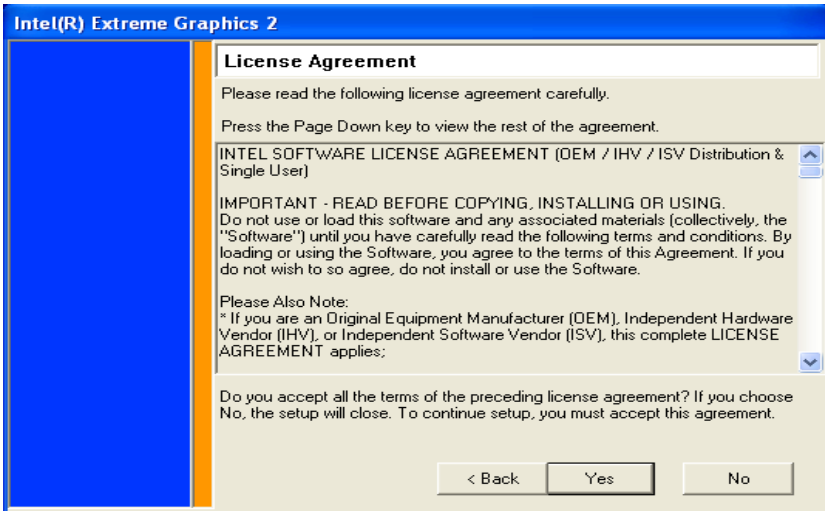 Intel(R) Extreme Graphics 2
License Agreement
Please read the following license agreement carefully.
Press the Page Down key to view the rest of the agreement.
INTEL SOFTWARE LICENSE AGREEMENT (OEM / IHV / ISV Distribution &
Single User)
IMPORTANT - READ BEFORE COPYING, INSTALLING OR USING.
Do not use or load this software and any associated materials (collectively, the
"Software") until you have carefully read the following terms and conditions. By
loading or using the Software, you agree to the terms of this Agreement. If you
do not wish to so agree, do not install or use the Software.
Please Also Note:
* If you are an Original Equipment Manufacturer (OEM), Independent Hardware
Vendor (IHV), or Independent Software Vendor (ISV), this complete LICENSE
AGREEMENT applies;
Do you accept all the terms of the preceding license agreement? If you choose
No, the setup will close. To continue setup, you must accept this agreement.
< Back Yes No